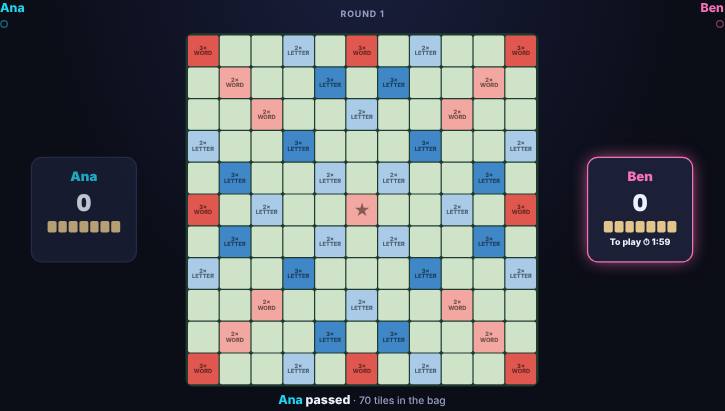 Ana
ROUND 1
Ben
3× WORD 2× LETTER 3× WORD 2× LETTER 3× WORD
2× WORD 3× LETTER 3× LETTER 2× WORD
2× WORD 2× LETTER 2× WORD
2× LETTER 3× LETTER 3× LETTER 2× LETTER
3× LETTER 2× LETTER 2× LETTER 3× LETTER
3× WORD 2× LETTER 2× LETTER 3× WORD
3× LETTER 2× LETTER 2× LETTER 3× LETTER
2× LETTER 3× LETTER 3× LETTER 2× LETTER
2× WORD 2× LETTER 2× WORD
2× WORD 3× LETTER 3× LETTER 2× WORD
3× WORD 2× LETTER 3× WORD 2× LETTER 3× WORD
Ana
0
Ben
0
To play ⏱ 1:59
Ana passed · 70 tiles in the bag